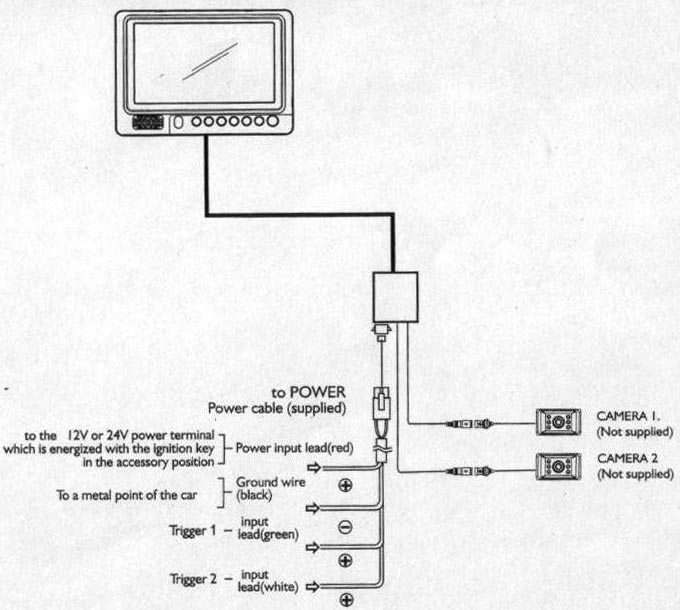 to POWER
Power cable (supplied)
to the 12V or 24V power terminal
which is energized with the ignition key
in the accessory position
Power input lead(red)
Ground wire
(black)
To a metal point of the car
Trigger 1 – input
lead(green)
Trigger 2 – input
lead(white)
CAMERA 1.
(Not supplied)
CAMERA 2
(Not supplied)